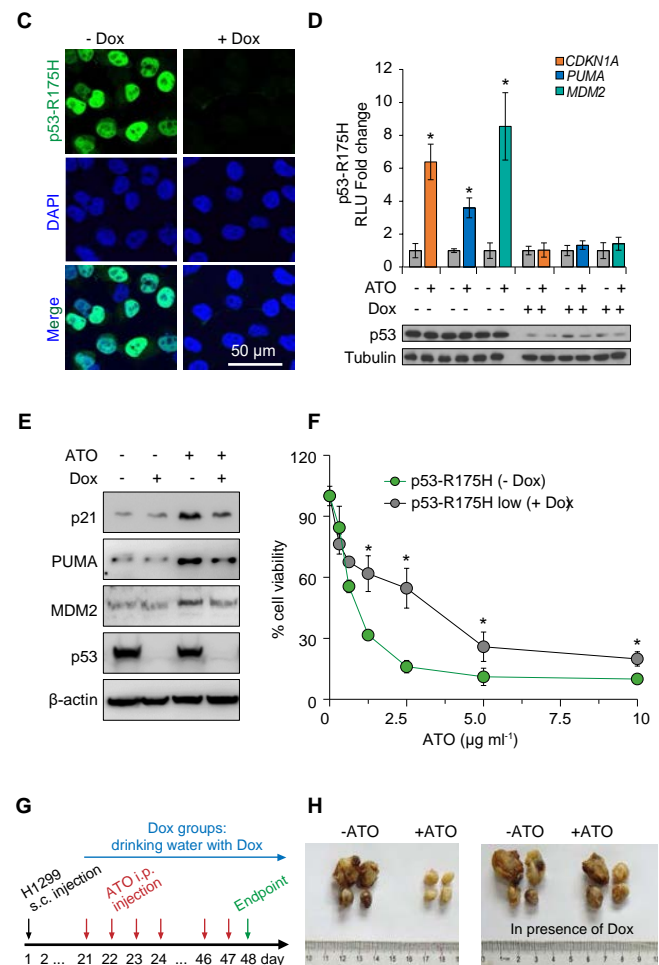 C
- Dox
+ Dox
p53-R175H
DAPI
Merge
50 µm
D
CDKN1A
PUMA
MDM2
p53-R175H
RLU Fold change
12
10
8
6
4
2
0
* * *
ATO - + - + - + - + - + - +
Dox - - - - - - + + + + + +
p53
Tubulin
E
ATO - - + +
Dox - + - +
p21
PUMA
MDM2
p53
β-actin
F
p53-R175H (- Dox)
p53-R175H low (+ Dox)
% cell viability
120
90
60
30
0
* * * *
0 2.5 5.0 7.5 10
ATO (µg ml⁻¹)
G
Dox groups:
drinking water with Dox
H1299
s.c. injection
ATO i.p.
injection
Endpoint
1 2 ... 21 22 23 24 ... 46 47 48 day
H
-ATO +ATO
-ATO +ATO
In presence of Dox